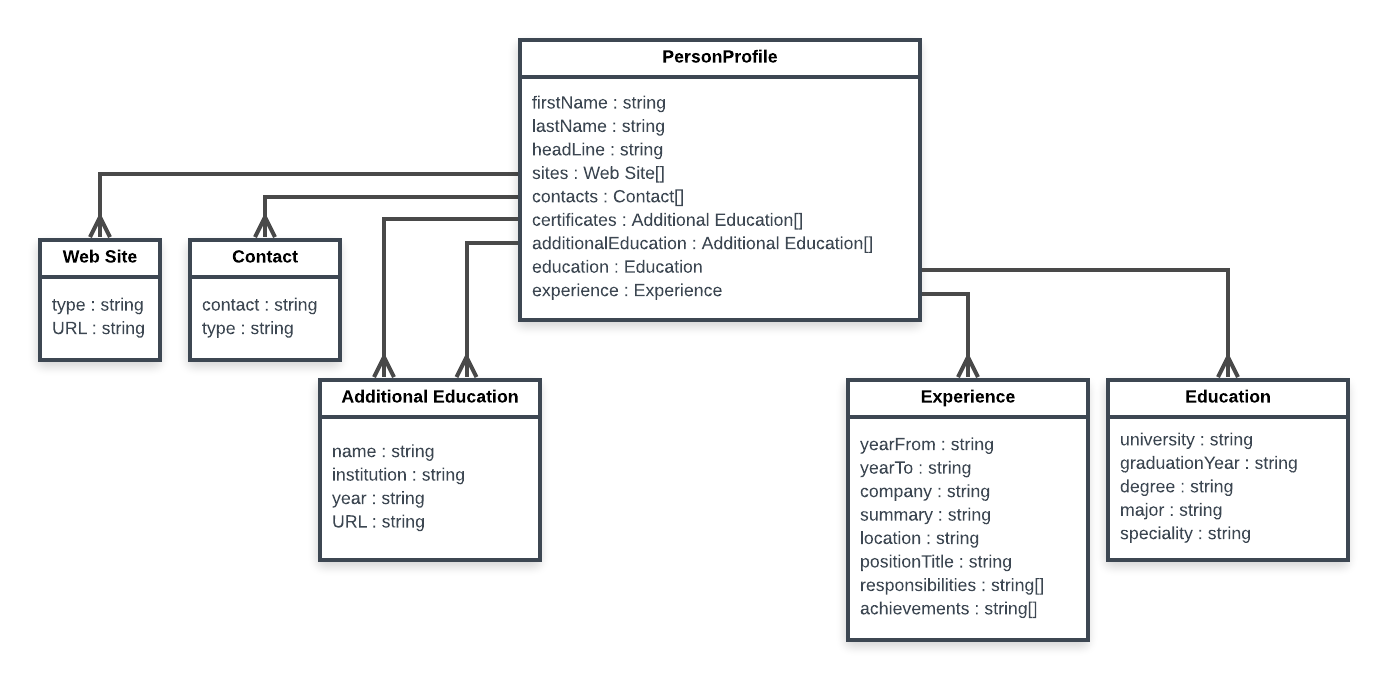 PersonProfile
firstName : string
lastName : string
headLine : string
sites : Web Site[]
contacts : Contact[]
certificates : Additional Education[]
additionalEducation : Additional Education[]
education : Education
experience : Experience
Web Site
type : string
URL : string
Contact
contact : string
type : string
Additional Education
name : string
institution : string
year : string
URL : string
Experience
yearFrom : string
yearTo : string
company : string
summary : string
location : string
positionTitle : string
responsibilities : string[]
achievements : string[]
Education
university : string
graduationYear : string
degree : string
major : string
speciality : string